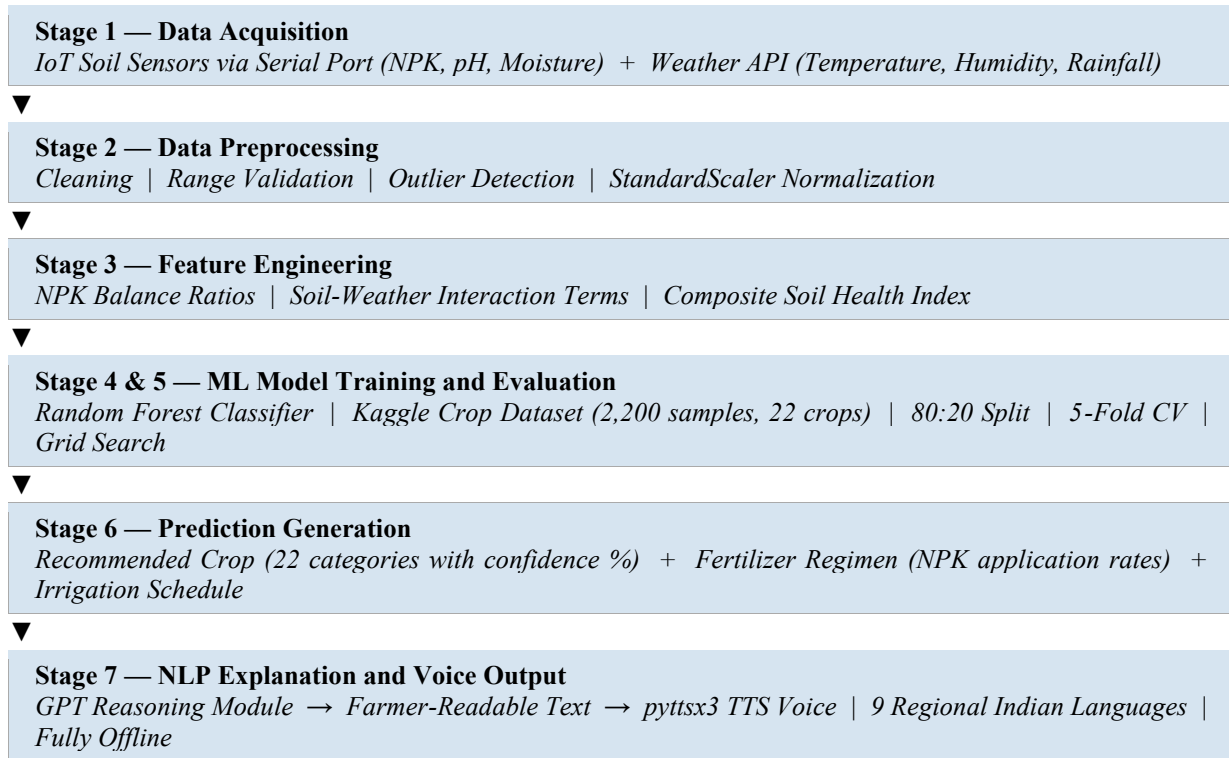 Stage 1 — Data Acquisition
IoT Soil Sensors via Serial Port (NPK, pH, Moisture) + Weather API (Temperature, Humidity, Rainfall)
▼
Stage 2 — Data Preprocessing
Cleaning | Range Validation | Outlier Detection | StandardScaler Normalization
▼
Stage 3 — Feature Engineering
NPK Balance Ratios | Soil-Weather Interaction Terms | Composite Soil Health Index
▼
Stage 4 & 5 — ML Model Training and Evaluation
Random Forest Classifier | Kaggle Crop Dataset (2,200 samples, 22 crops) | 80:20 Split | 5-Fold CV |
Grid Search
▼
Stage 6 — Prediction Generation
Recommended Crop (22 categories with confidence %) + Fertilizer Regimen (NPK application rates) +
Irrigation Schedule
▼
Stage 7 — NLP Explanation and Voice Output
GPT Reasoning Module → Farmer-Readable Text → pyttsx3 TTS Voice | 9 Regional Indian Languages |
Fully Offline